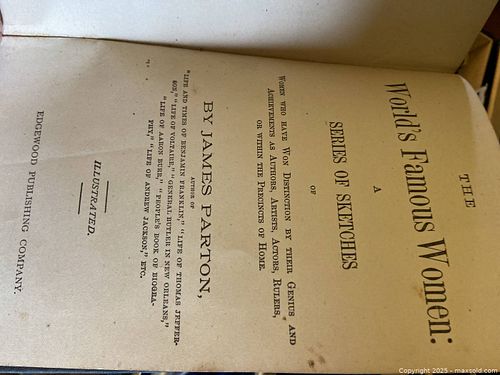 THE
World's Famous Women:
A
SERIES OF SKETCHES
OF
WOMEN WHO HAVE WON DISTINCTION BY THEIR GENIUS AND
ACHIEVEMENTS AS AUTHORS, ARTISTS, ACTORS, RULERS,
OR WITHIN THE PRECINCTS OF HOME.
BY JAMES PARTON,
AUTHOR OF
"LIFE AND TIMES OF BENJAMIN FRANKLIN," "LIFE OF THOMAS JEFFER-
SON," "LIFE OF VOLTAIRE," "GENERAL BUTLER IN NEW ORLEANS,"
"LIFE OF AARON BURR," "PEOPLE'S BOOK OF BIOGRA-
PHY," "LIFE OF ANDREW JACKSON," ETC.
ILLUSTRATED.
EDGEWOOD PUBLISHING COMPANY.
Copyright 2025 - maxsold.com